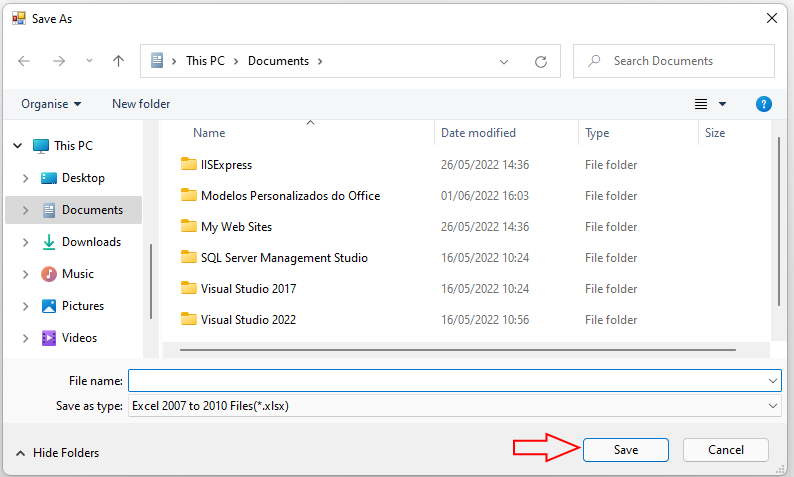 Save As
This PC > Documents >
Search Documents
Organise
New folder
?
Name Date modified Type Size
This PC
Desktop
Documents
Downloads
Music
Pictures
Videos
IISExpress 26/05/2022 14:36 File folder
Modelos Personalizados do Office 01/06/2022 16:03 File folder
My Web Sites 26/05/2022 14:36 File folder
SQL Server Management Studio 16/05/2022 10:24 File folder
Visual Studio 2017 16/05/2022 10:24 File folder
Visual Studio 2022 16/05/2022 10:56 File folder
File name:
Save as type: Excel 2007 to 2010 Files(*.xlsx)
Hide Folders
Save
Cancel